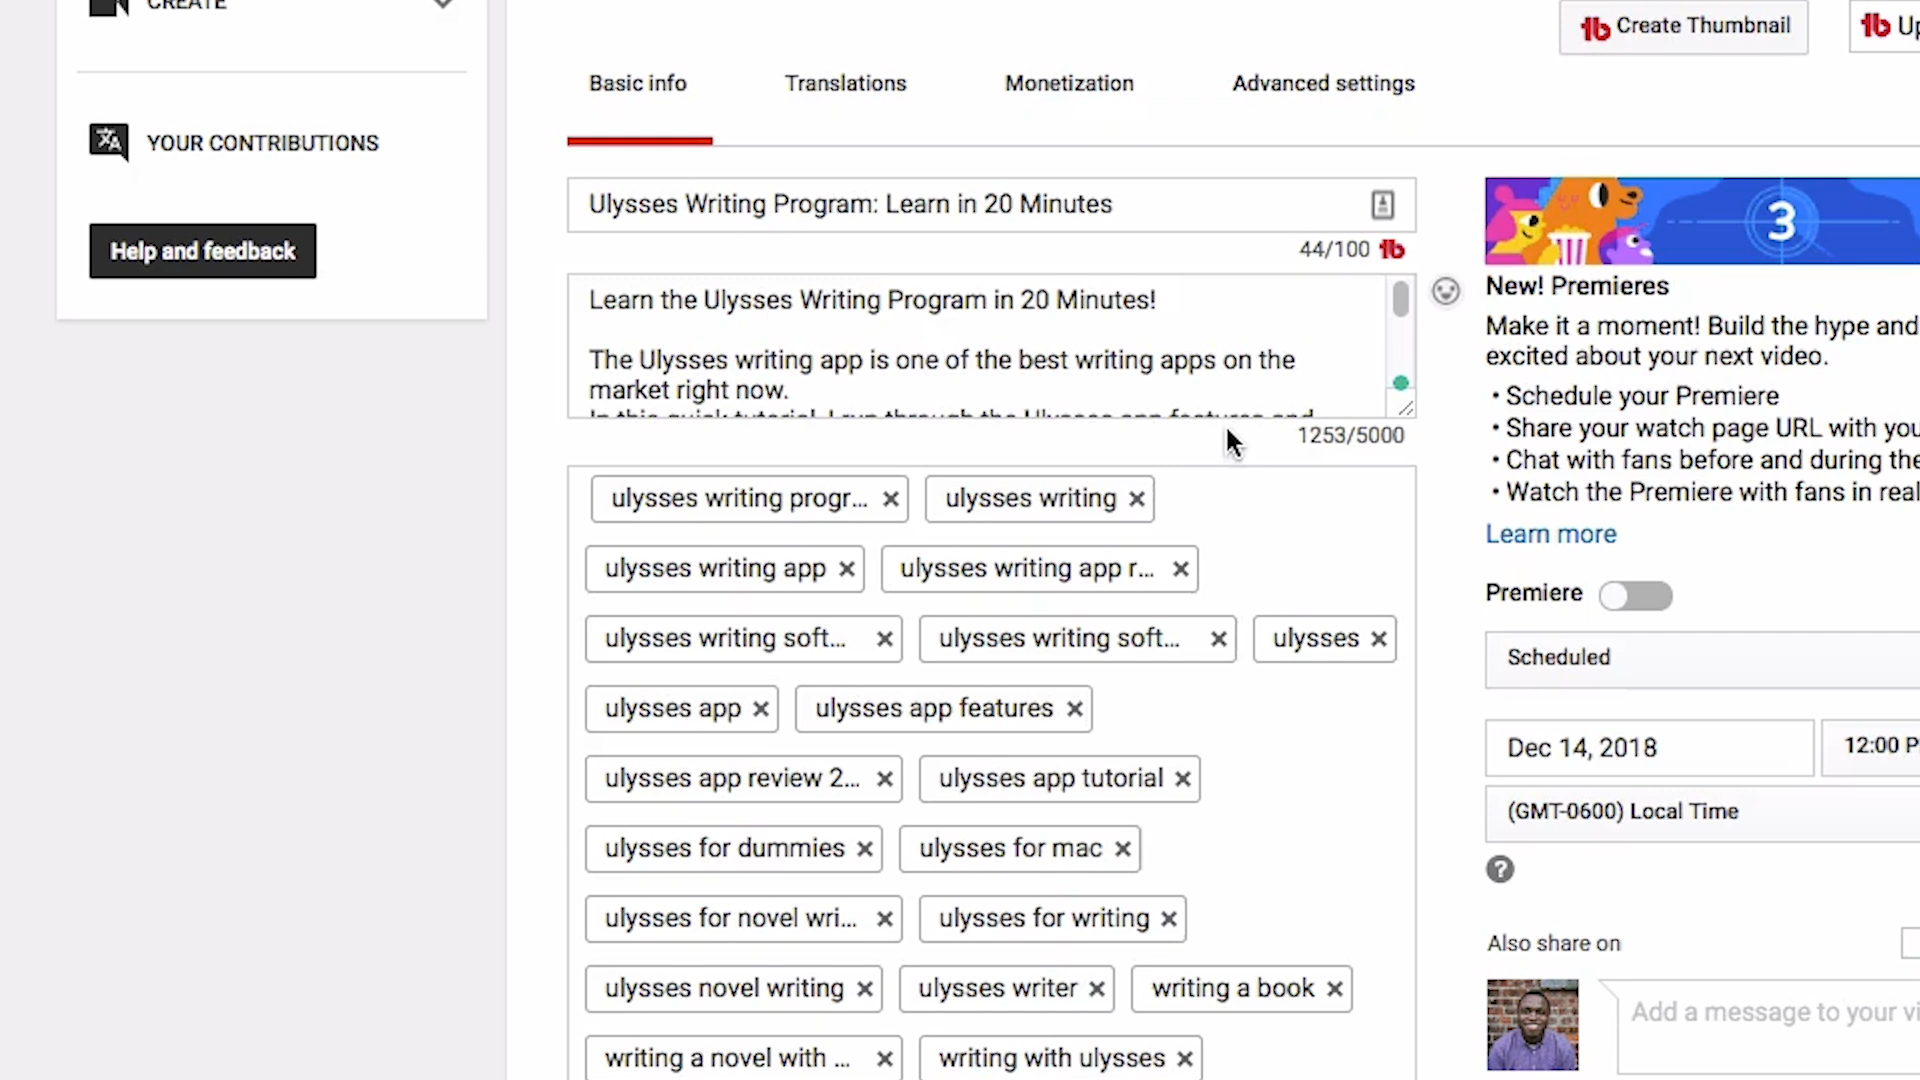 CREATE
YOUR CONTRIBUTIONS
Help and feedback
Create Thumbnail
Basic info
Translations
Monetization
Advanced settings
Ulysses Writing Program: Learn in 20 Minutes
44/100
Learn the Ulysses Writing Program in 20 Minutes!
The Ulysses writing app is one of the best writing apps on the
market right now.
1253/5000
ulysses writing progr...
ulysses writing
ulysses writing app
ulysses writing app r...
ulysses writing soft...
ulysses writing soft...
ulysses
ulysses app
ulysses app features
ulysses app review 2...
ulysses app tutorial
ulysses for dummies
ulysses for mac
ulysses for novel wri...
ulysses for writing
ulysses novel writing
ulysses writer
writing a book
writing a novel with ...
writing with ulysses
3
New! Premieres
Make it a moment! Build the hype and
excited about your next video.
• Schedule your Premiere
• Share your watch page URL with
• Chat with fans before and during
• Watch the Premiere with fans in
Learn more
Premiere
Scheduled
Dec 14, 2018
12:00
(GMT-0600) Local Time
Also share on
Add a message to your